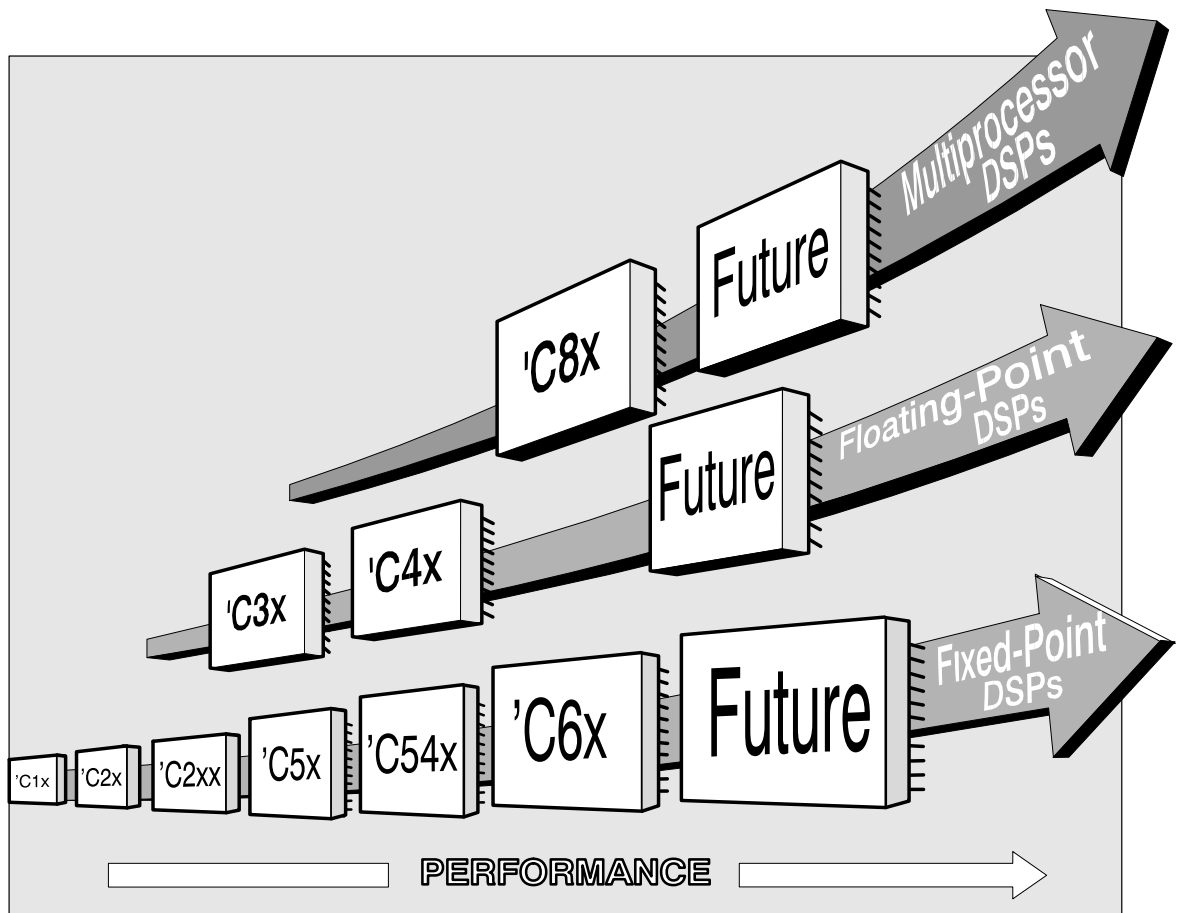 Multiprocessor
DSPs
Future
'C8x
Floating-Point
DSPs
Future
'C4x
'C3x
Fixed-Point
DSPs
'C1x
'C2x
'C2xx
'C5x
'C54x
'C6x
Future
PERFORMANCE